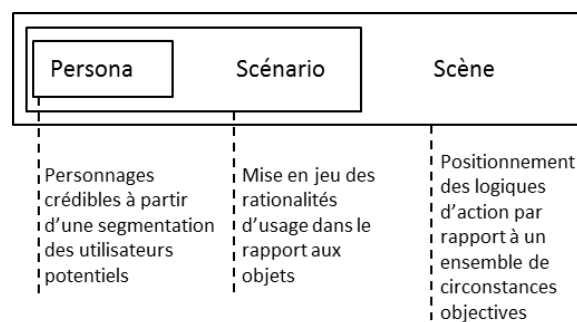 Persona
Scénario
Scène
Personnages
crédibles à partir
d'une segmentation
des utilisateurs
potentiels
Mise en jeu des
rationalités
d'usage dans le
rapport aux
objets
Positionnement
des logiques
d'action par
rapport à un
ensemble de
circonstances
objectives